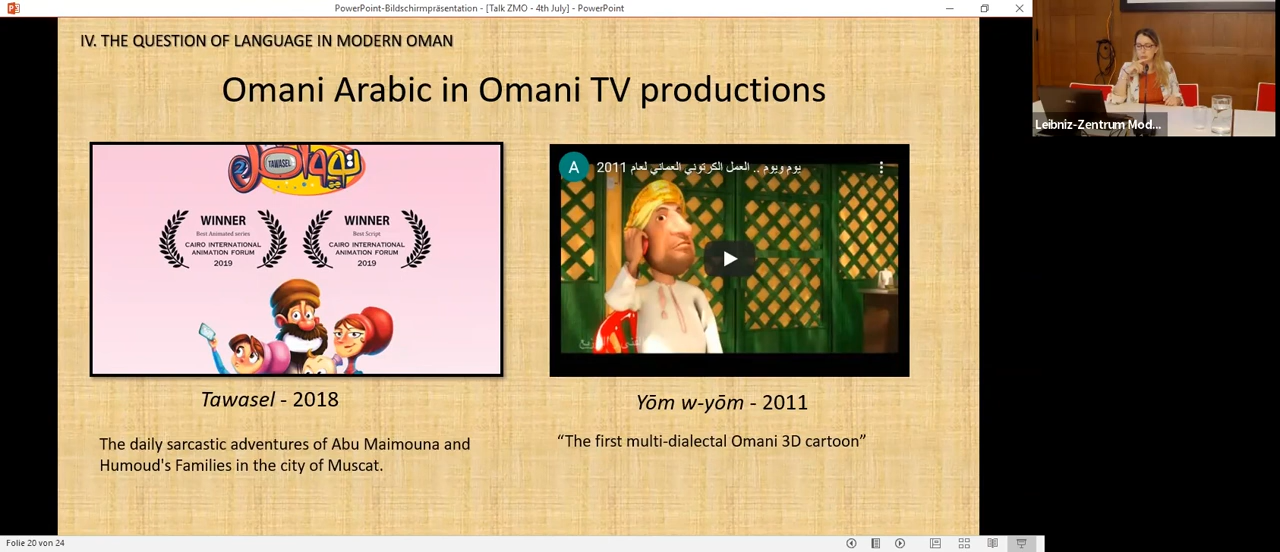 PowerPoint-Bildschirmpräsentation - [Talk ZMO - 4th July] - PowerPoint
IV. THE QUESTION OF LANGUAGE IN MODERN OMAN
Omani Arabic in Omani TV productions
TAWASEL
تواصل
WINNER
Best Animated series
CAIRO INTERNATIONAL
ANIMATION FORUM
2019
WINNER
Best Script
CAIRO INTERNATIONAL
ANIMATION FORUM
2019
Tawasel - 2018
The daily sarcastic adventures of Abu Maimouna and
Humoud's Families in the city of Muscat.
A
يوم ويوم .. العمل الكرتوني العماني لعام 2011
Yōm w-yōm - 2011
“The first multi-dialectal Omani 3D cartoon”
Leibniz-Zentrum Mod...
Folie 20 von 24